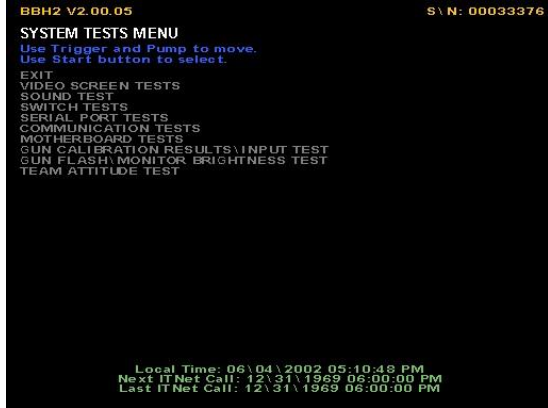 BBH2 V2.00.05
S\N: 00033376
SYSTEM TESTS MENU
Use Trigger and Pump to move.
Use Start button to select.
EXIT
VIDEO SCREEN TESTS
SOUND TEST
SWITCH TESTS
SERIAL PORT TESTS
COMMUNICATION TESTS
MOTHERBOARD TESTS
GUN CALIBRATION RESULTS\INPUT TEST
GUN FLASH\MONITOR BRIGHTNESS TEST
TEAM ATTITUDE TEST
Local Time: 06\04\2002 05:10:48 PM
Next ITNet Call: 12\31\1969 06:00:00 PM
Last ITNet Call: 12\31\1969 06:00:00 PM